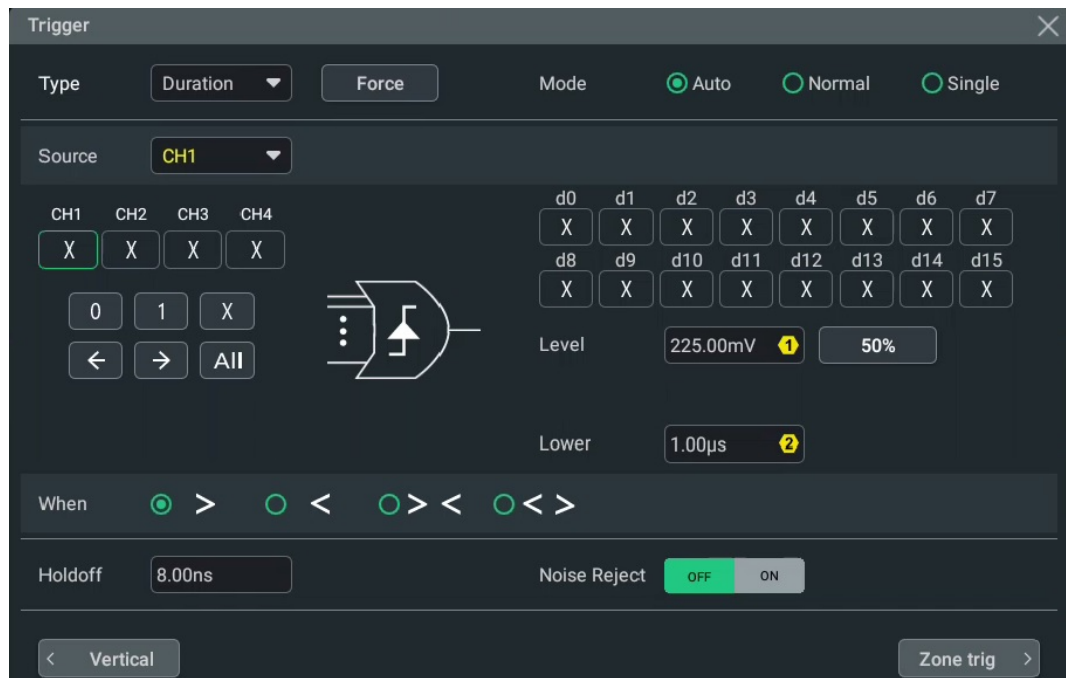 Trigger
Type Duration Force Mode Auto Normal Single
Source CH1
CH1 CH2 CH3 CH4
X X X X
d0 d1 d2 d3 d4 d5 d6 d7
X X X X X X X X
d8 d9 d10 d11 d12 d13 d14 d15
X X X X X X X X
0 1 X
← → All
Level 225.00mV 1 50%
Lower 1.00µs 2
When > < > < < >
Holdoff 8.00ns Noise Reject OFF ON
< Vertical Zone trig >